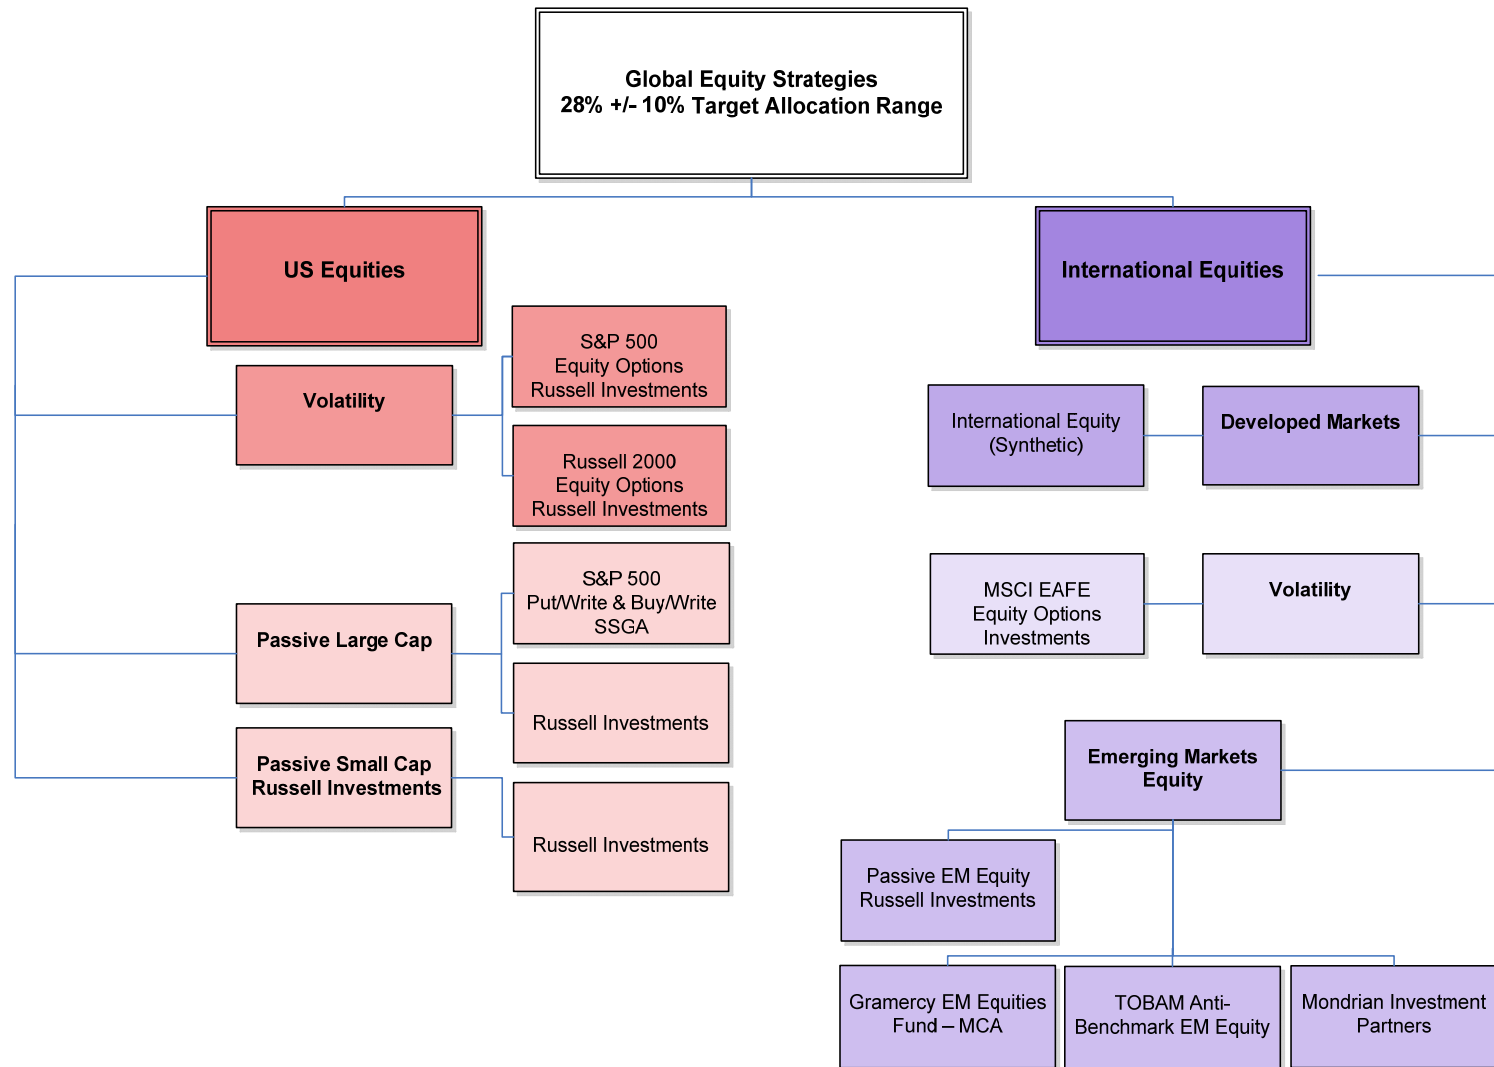 Global Equity Strategies
28% +/- 10% Target Allocation Range
US Equities
International Equities
Volatility
S&P 500
Equity Options
Russell Investments
Russell 2000
Equity Options
Russell Investments
Passive Large Cap
S&P 500
Put/Write & Buy/Write
SSGA
Russell Investments
Passive Small Cap
Russell Investments
Russell Investments
International Equity
(Synthetic)
Developed Markets
MSCI EAFE
Equity Options
Investments
Volatility
Emerging Markets
Equity
Passive EM Equity
Russell Investments
Gramercy EM Equities
Fund – MCA
TOBAM Anti-
Benchmark EM Equity
Mondrian Investment
Partners